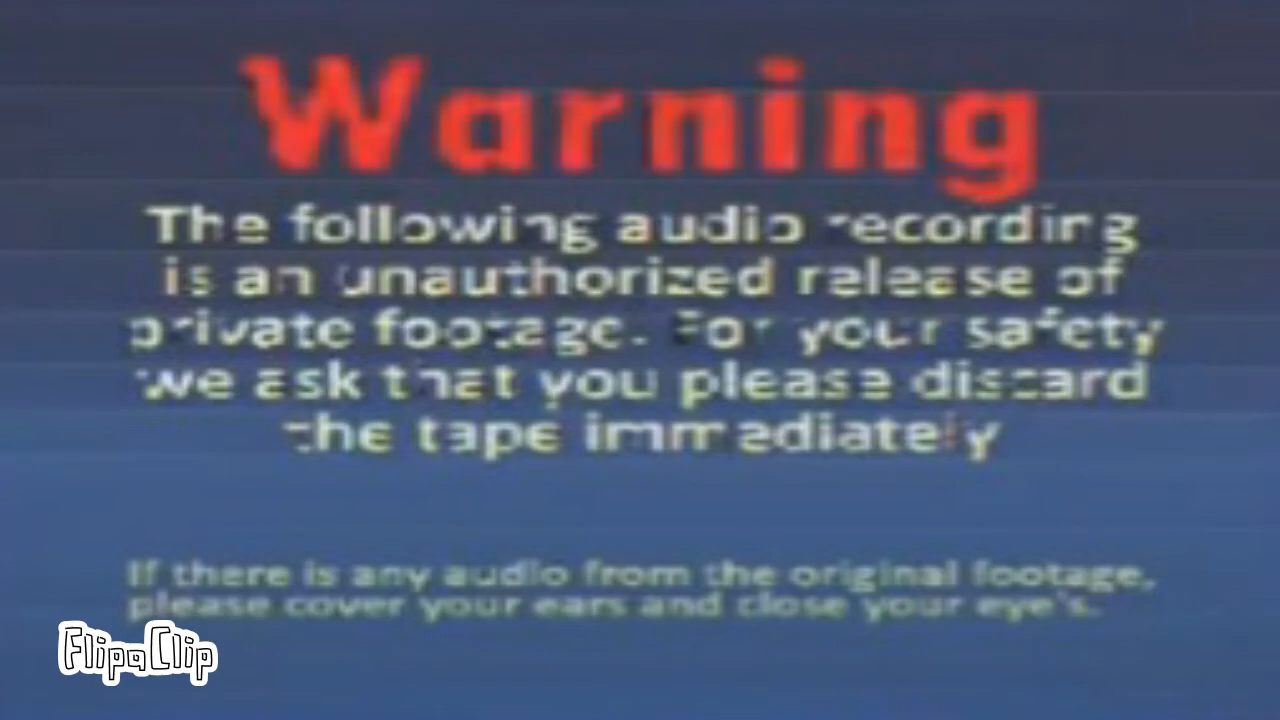 Warning
The following audio recording
is an unauthorized release of
private footage. For your safety
we ask that you please discard
the tape immediately
If there is any audio from the original footage,
please cover your ears and close your eye's.
FlipaClip